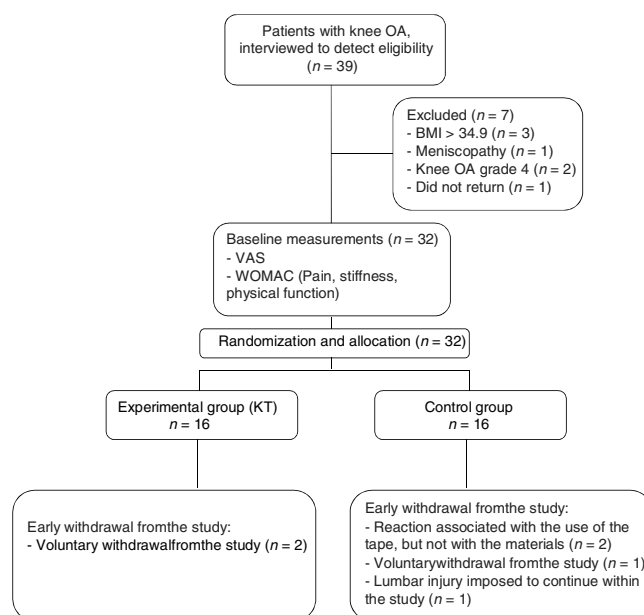 Patients with knee OA,
interviewed to detect eligibility
(n = 39)
Excluded (n = 7)
- BMI > 34.9 (n = 3)
- Meniscopathy (n = 1)
- Knee OA grade 4 (n = 2)
- Did not return (n = 1)
Baseline measurements (n = 32)
- VAS
- WOMAC (Pain, stiffness,
physical function)
Randomization and allocation (n = 32)
Experimental group (KT)
n = 16
Control group
n = 16
Early withdrawal fromthe study:
- Voluntary withdrawalfromthe study (n = 2)
Early withdrawal fromthe study:
- Reaction associated with the use of the
tape, but not with the materials (n = 2)
- Voluntarywithdrawal fromthe study (n = 1)
- Lumbar injury imposed to continue within
the study (n = 1)